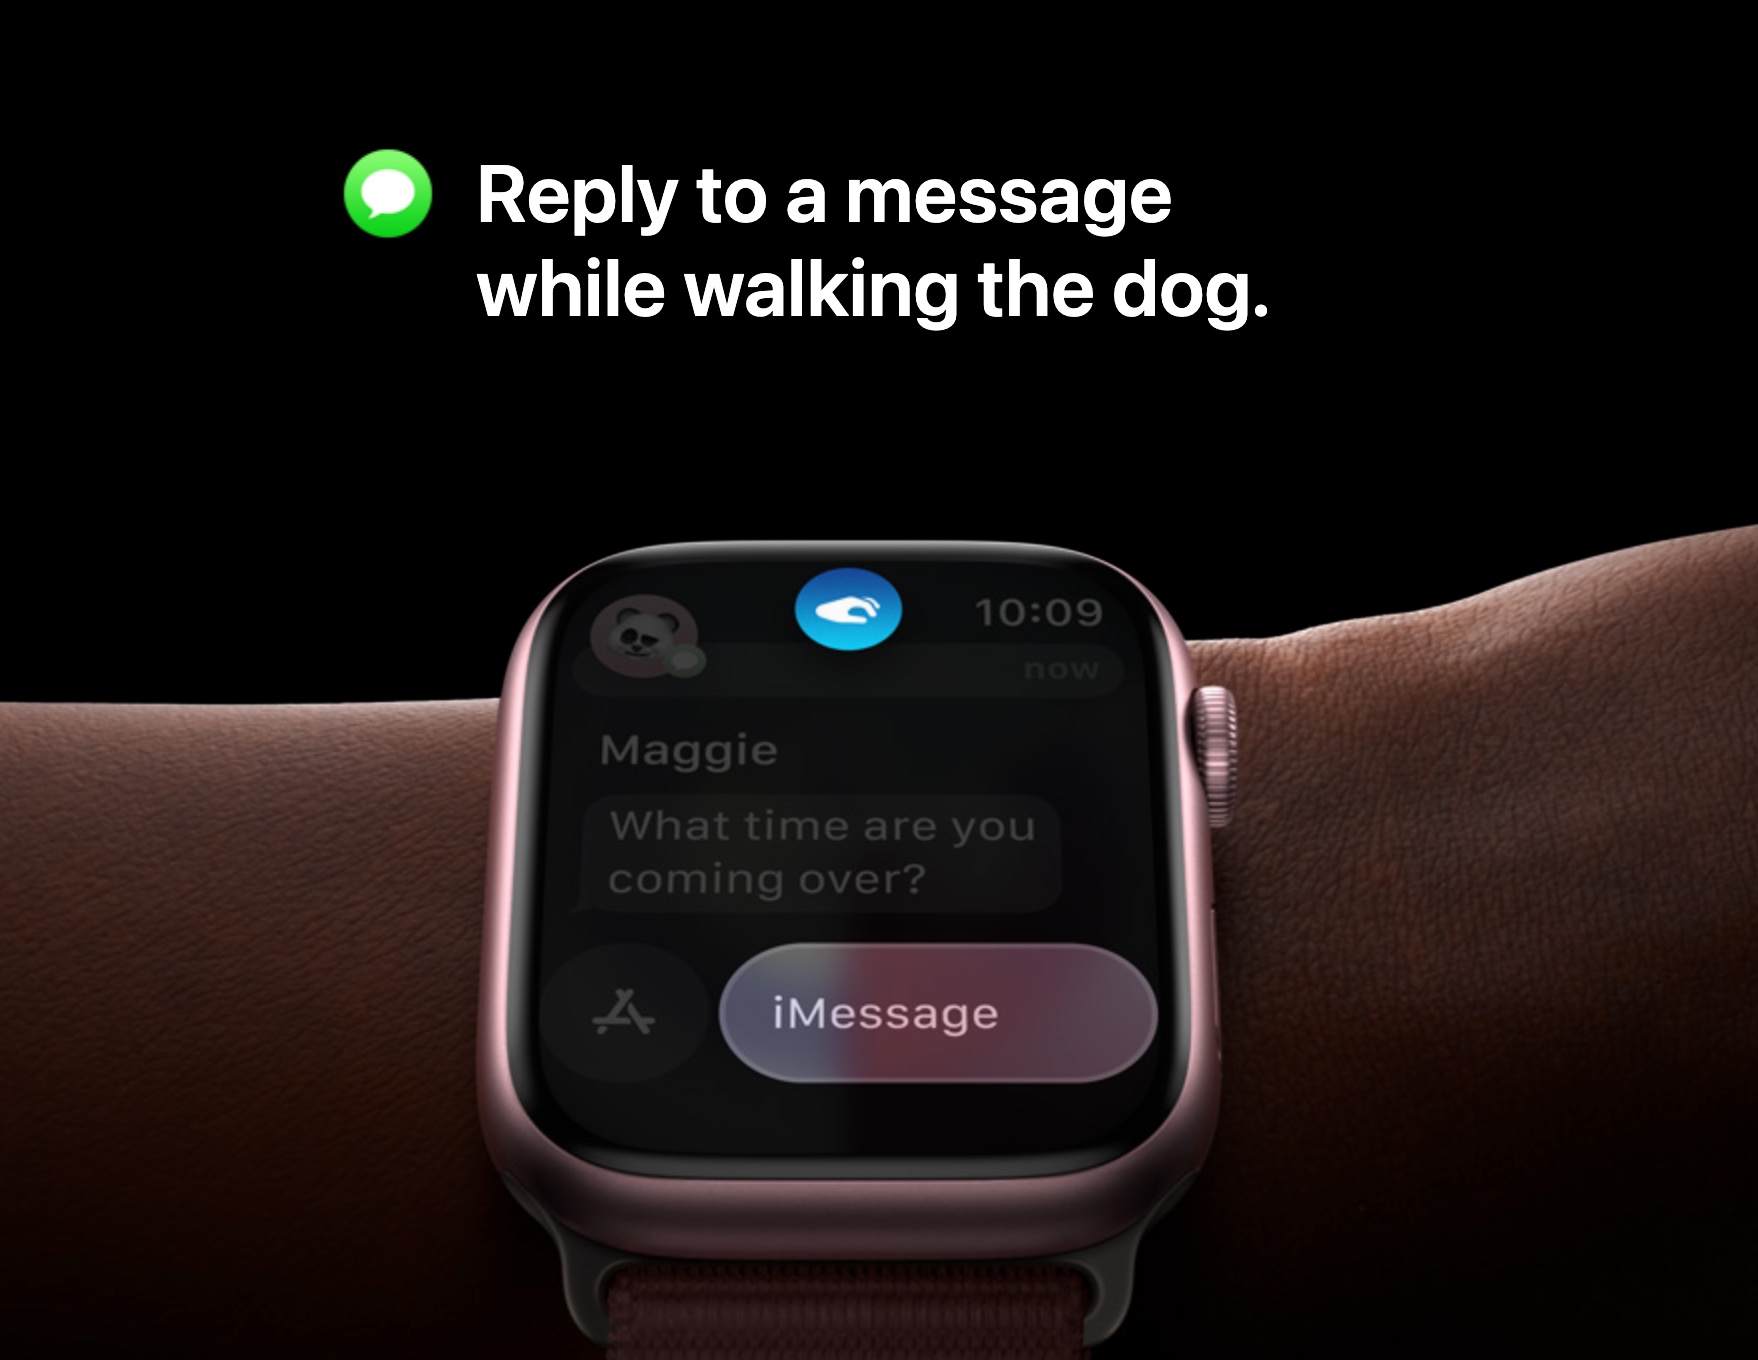 Reply to a message
while walking the dog.
10:09
now
Maggie
What time are you
coming over?
iMessage